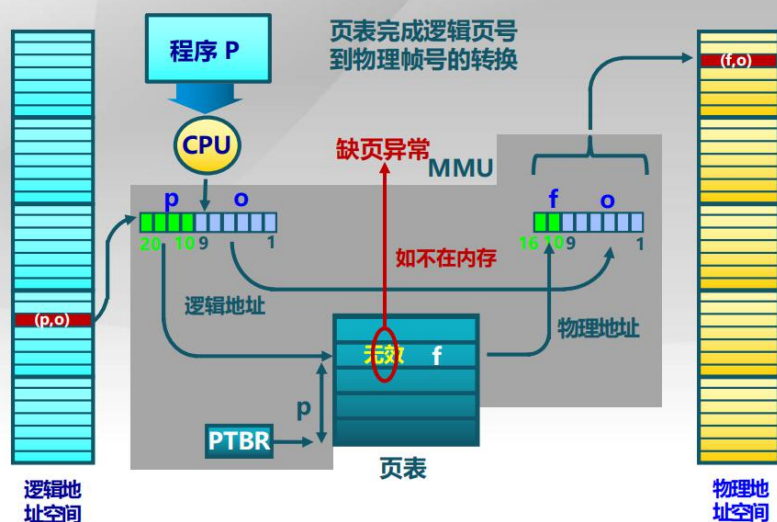 程序 P
页表完成逻辑页号
到物理帧号的转换
(f,o)
CPU
缺页异常
MMU
p o
f o
20 10 9 1
16 10 9 1
如不在内存
逻辑地址
物理地址
(p,o)
无效 f
p
PTBR
页表
逻辑地
址空间
物理地
址空间